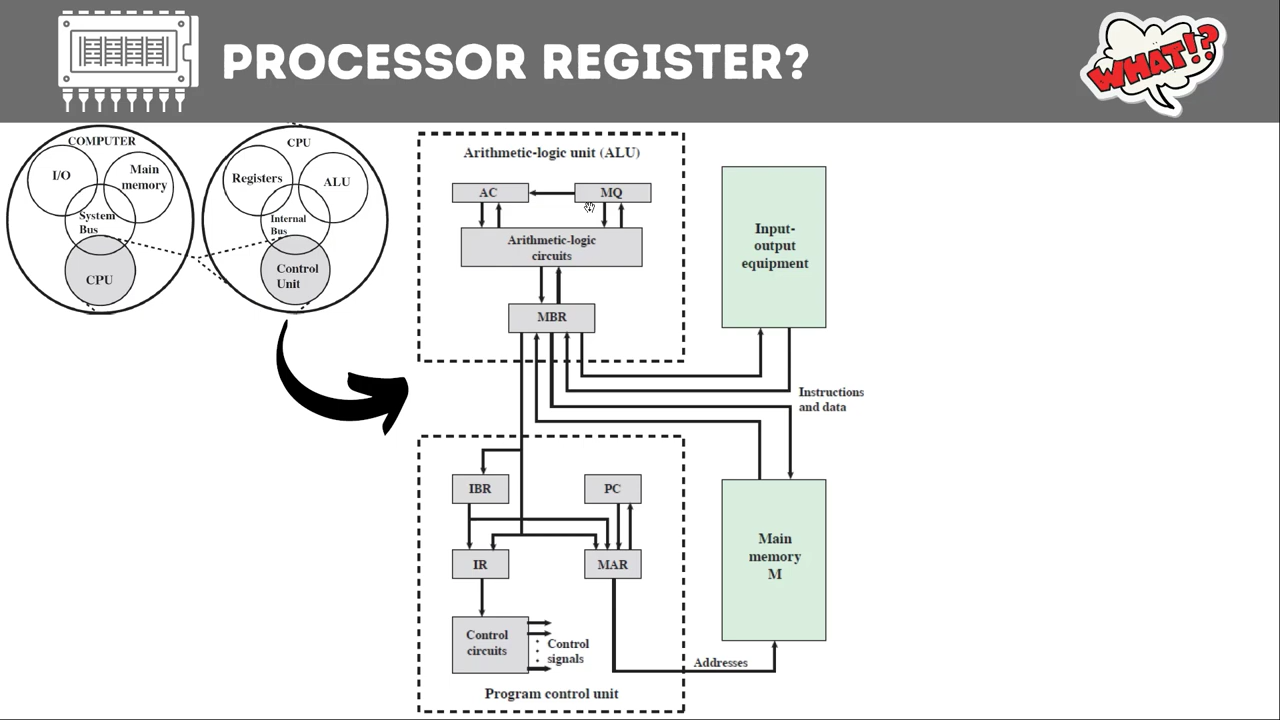 PROCESSOR REGISTER?
WHAT!?
COMPUTER
I/O
Main
memory
System
Bus
CPU
CPU
Registers
ALU
Internal
Bus
Control
Unit
Arithmetic-logic unit (ALU)
AC
MQ
Arithmetic-logic
circuits
MBR
Input-
output
equipment
Instructions
and data
IBR
PC
IR
MAR
Main
memory
M
Control
circuits
Control
signals
Addresses
Program control unit